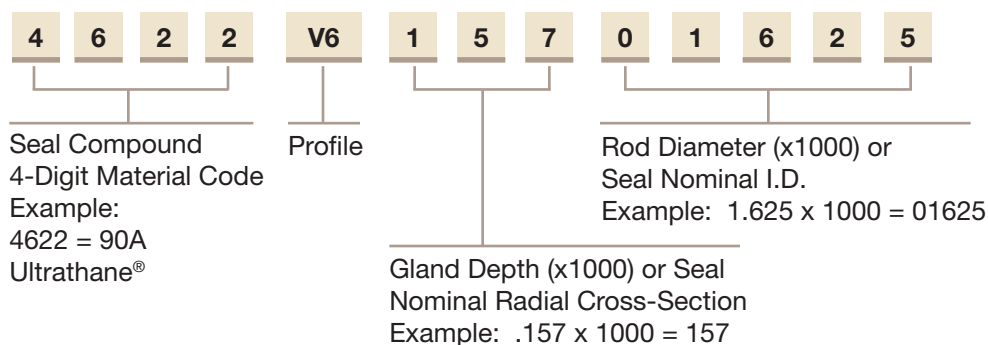 4 6 2 2 V6 1 5 7 0 1 6 2 5
Seal Compound
4-Digit Material Code
Example:
4622 = 90A
Ultrathane®
Profile
Gland Depth (x1000) or Seal
Nominal Radial Cross-Section
Example: .157 x 1000 = 157
Rod Diameter (x1000) or
Seal Nominal I.D.
Example: 1.625 x 1000 = 01625